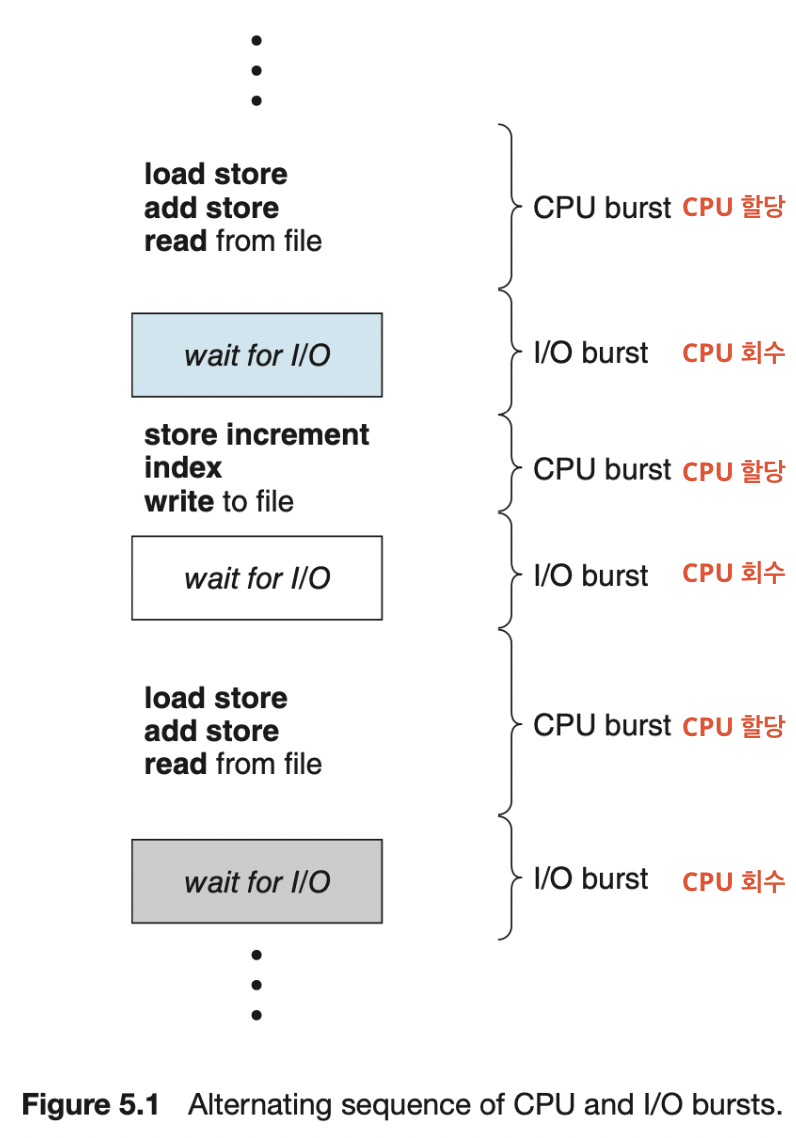 load store
add store
read from file
CPU burst CPU 할당
wait for I/O
I/O burst CPU 회수
store increment
index
write to file
CPU burst CPU 할당
wait for I/O
I/O burst CPU 회수
load store
add store
read from file
CPU burst CPU 할당
wait for I/O
I/O burst CPU 회수
Figure 5.1 Alternating sequence of CPU and I/O bursts.